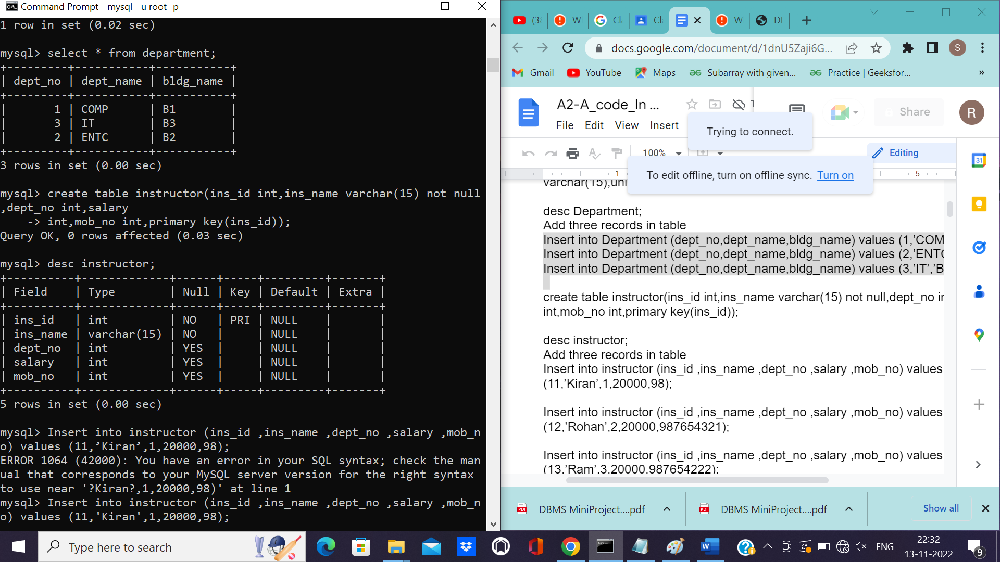 Command Prompt - mysql  -u root -p
1 row in set (0.02 sec)
mysql> select * from department;
+---------+-----------+-----------+
| dept_no | dept_name | bldg_name |
+---------+-----------+-----------+
|       1 | COMP      | B1        |
|       3 | IT        | B3        |
|       2 | ENTC      | B2        |
+---------+-----------+-----------+
3 rows in set (0.00 sec)
mysql> create table instructor(ins_id int,ins_name varchar(15) not null
,dept_no int,salary
    -> int,mob_no int,primary key(ins_id));
Query OK, 0 rows affected (0.03 sec)
mysql> desc instructor;
+----------+-------------+------+-----+---------+-------+
| Field    | Type        | Null | Key | Default | Extra |
+----------+-------------+------+-----+---------+-------+
| ins_id   | int         | NO   | PRI | NULL    |       |
| ins_name | varchar(15) | NO   |     | NULL    |       |
| dept_no  | int         | YES  |     | NULL    |       |
| salary   | int         | YES  |     | NULL    |       |
| mob_no   | int         | YES  |     | NULL    |       |
+----------+-------------+------+-----+---------+-------+
5 rows in set (0.00 sec)
mysql> Insert into instructor (ins_id ,ins_name ,dept_no ,salary ,mob_n
o) values (11,’Kiran’,1,20000,98);
ERROR 1064 (42000): You have an error in your SQL syntax; check the man
ual that corresponds to your MySQL server version for the right syntax
to use near '?Kiran?,1,20000,98)' at line 1
mysql> Insert into instructor (ins_id ,ins_name ,dept_no ,salary ,mob_n
o) values (11,'Kiran',1,20000,98);
(38 W Cla Cla W DB
docs.google.com/document/d/1dnU5Zaji6G... S
Gmail YouTube Maps Subarray with given... Practice | Geeksfor... »
A2-A_code_In ... T Share R
File Edit View Insert
Trying to connect.
100% Editing 31
To edit offline, turn on offline sync. Turn on
1 5
varchar(15),uni
desc Department;
Add three records in table
Insert into Department (dept_no,dept_name,bldg_name) values (1,’COM
Insert into Department (dept_no,dept_name,bldg_name) values (2,’ENTC
Insert into Department (dept_no,dept_name,bldg_name) values (3,’IT’,’B
create table instructor(ins_id int,ins_name varchar(15) not null,dept_no in
int,mob_no int,primary key(ins_id));
desc instructor;
Add three records in table
Insert into instructor (ins_id ,ins_name ,dept_no ,salary ,mob_no) values
(11,’Kiran’,1,20000,98);
Insert into instructor (ins_id ,ins_name ,dept_no ,salary ,mob_no) values
(12,’Rohan’,2,20000,987654321);
Insert into instructor (ins_id ,ins_name ,dept_no ,salary ,mob_no) values
(13,’Ram’,3,20000,987654222);
PDF DBMS MiniProject....pdf PDF DBMS MiniProject....pdf Show all
Type here to search
W ENG 22:32
13-11-2022 9